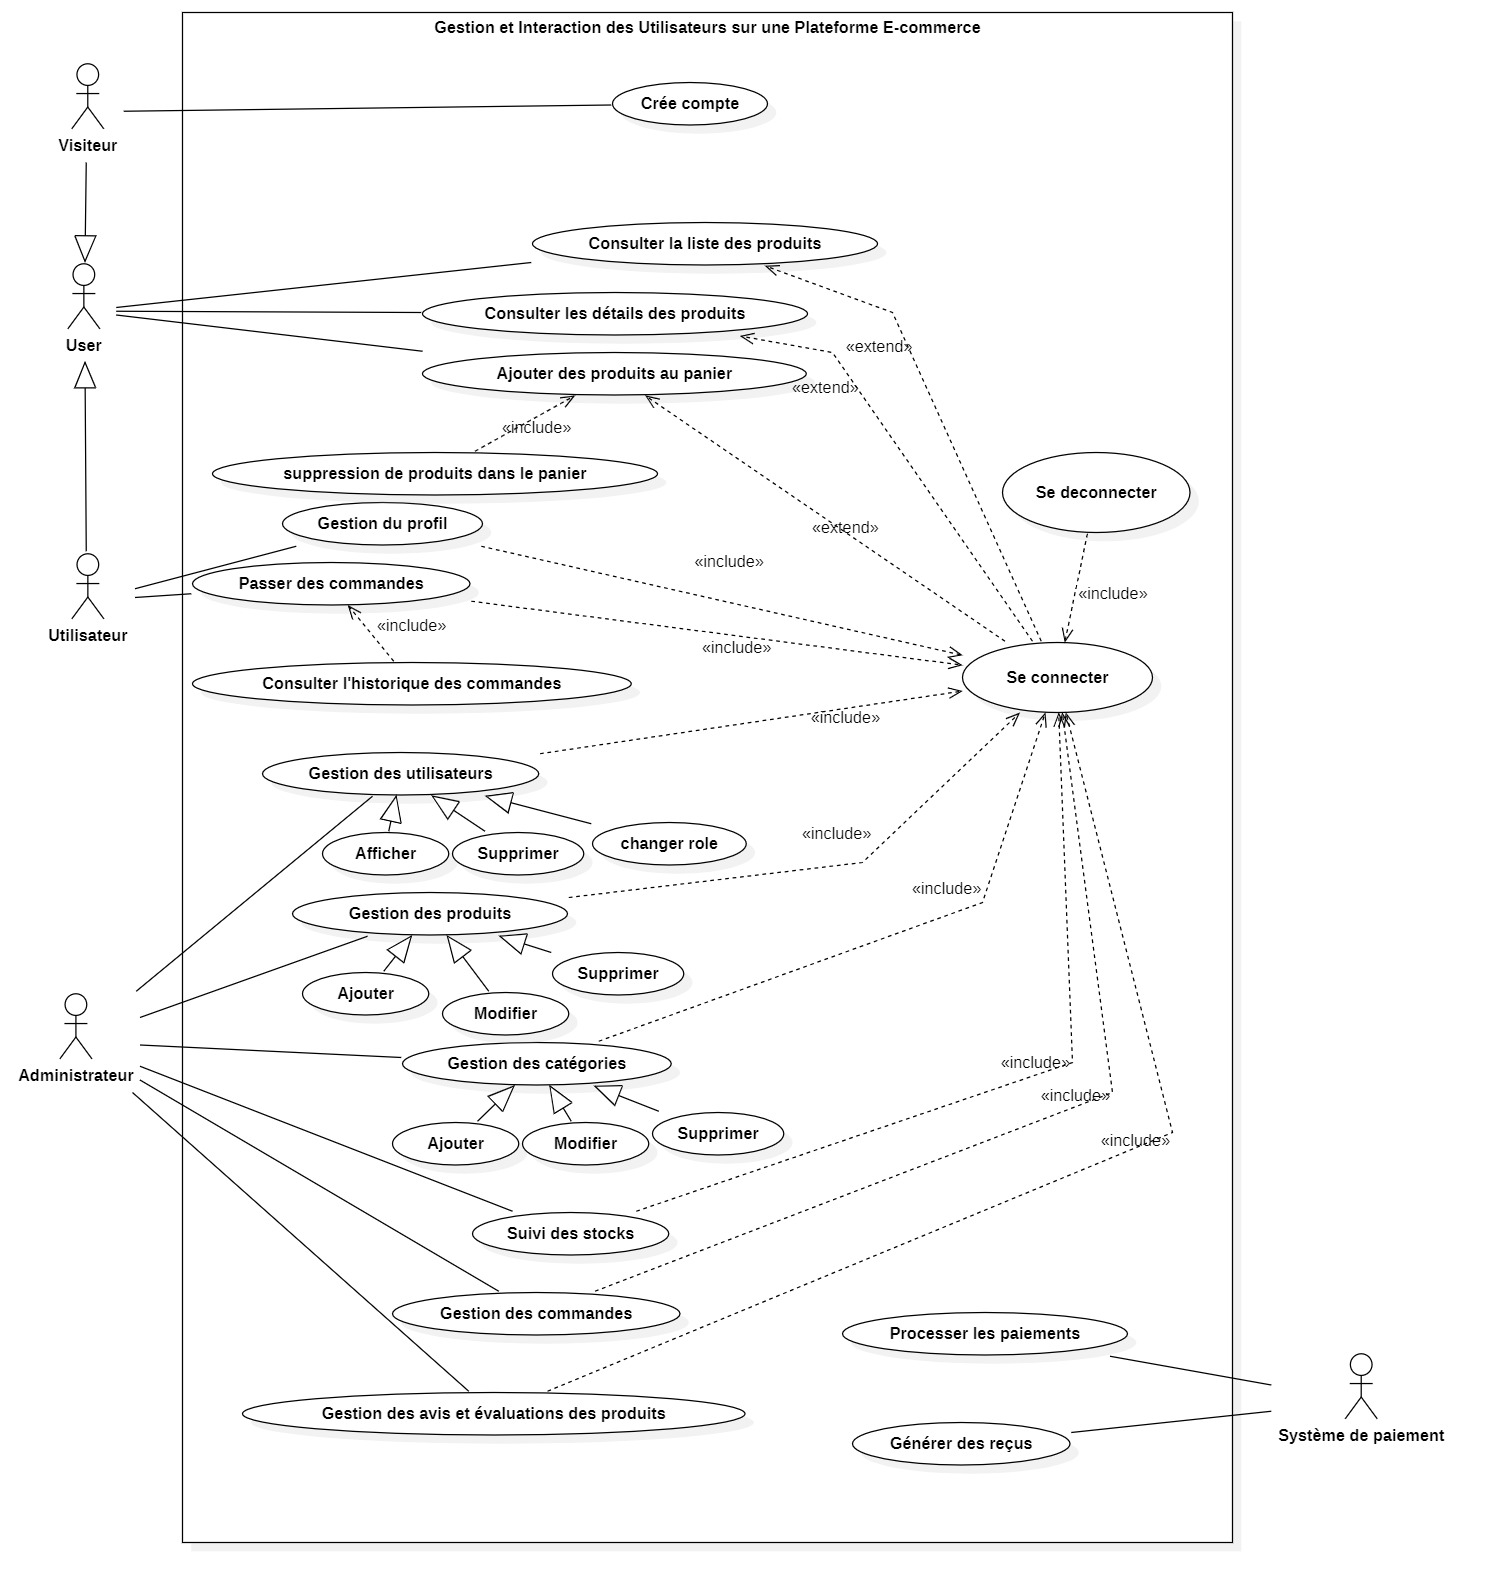 Gestion et Interaction des Utilisateurs sur une Plateforme E-commerce
Crée compte
Visiteur
Consulter la liste des produits
Consulter les détails des produits
User
«extend»
Ajouter des produits au panier
«extend»
«include»
suppression de produits dans le panier
Se deconnecter
Gestion du profil
«extend»
«include»
Passer des commandes
«include»
«include»
Utilisateur
«include»
Consulter l'historique des commandes
Se connecter
«include»
Gestion des utilisateurs
«include»
changer role
Afficher
Supprimer
«include»
Gestion des produits
Supprimer
Ajouter
Modifier
«include»
Gestion des catégories
Administrateur
«include»
Ajouter
Modifier
Supprimer
«include»
Suivi des stocks
Gestion des commandes
Processer les paiements
Gestion des avis et évaluations des produits
Générer des reçus
Système de paiement